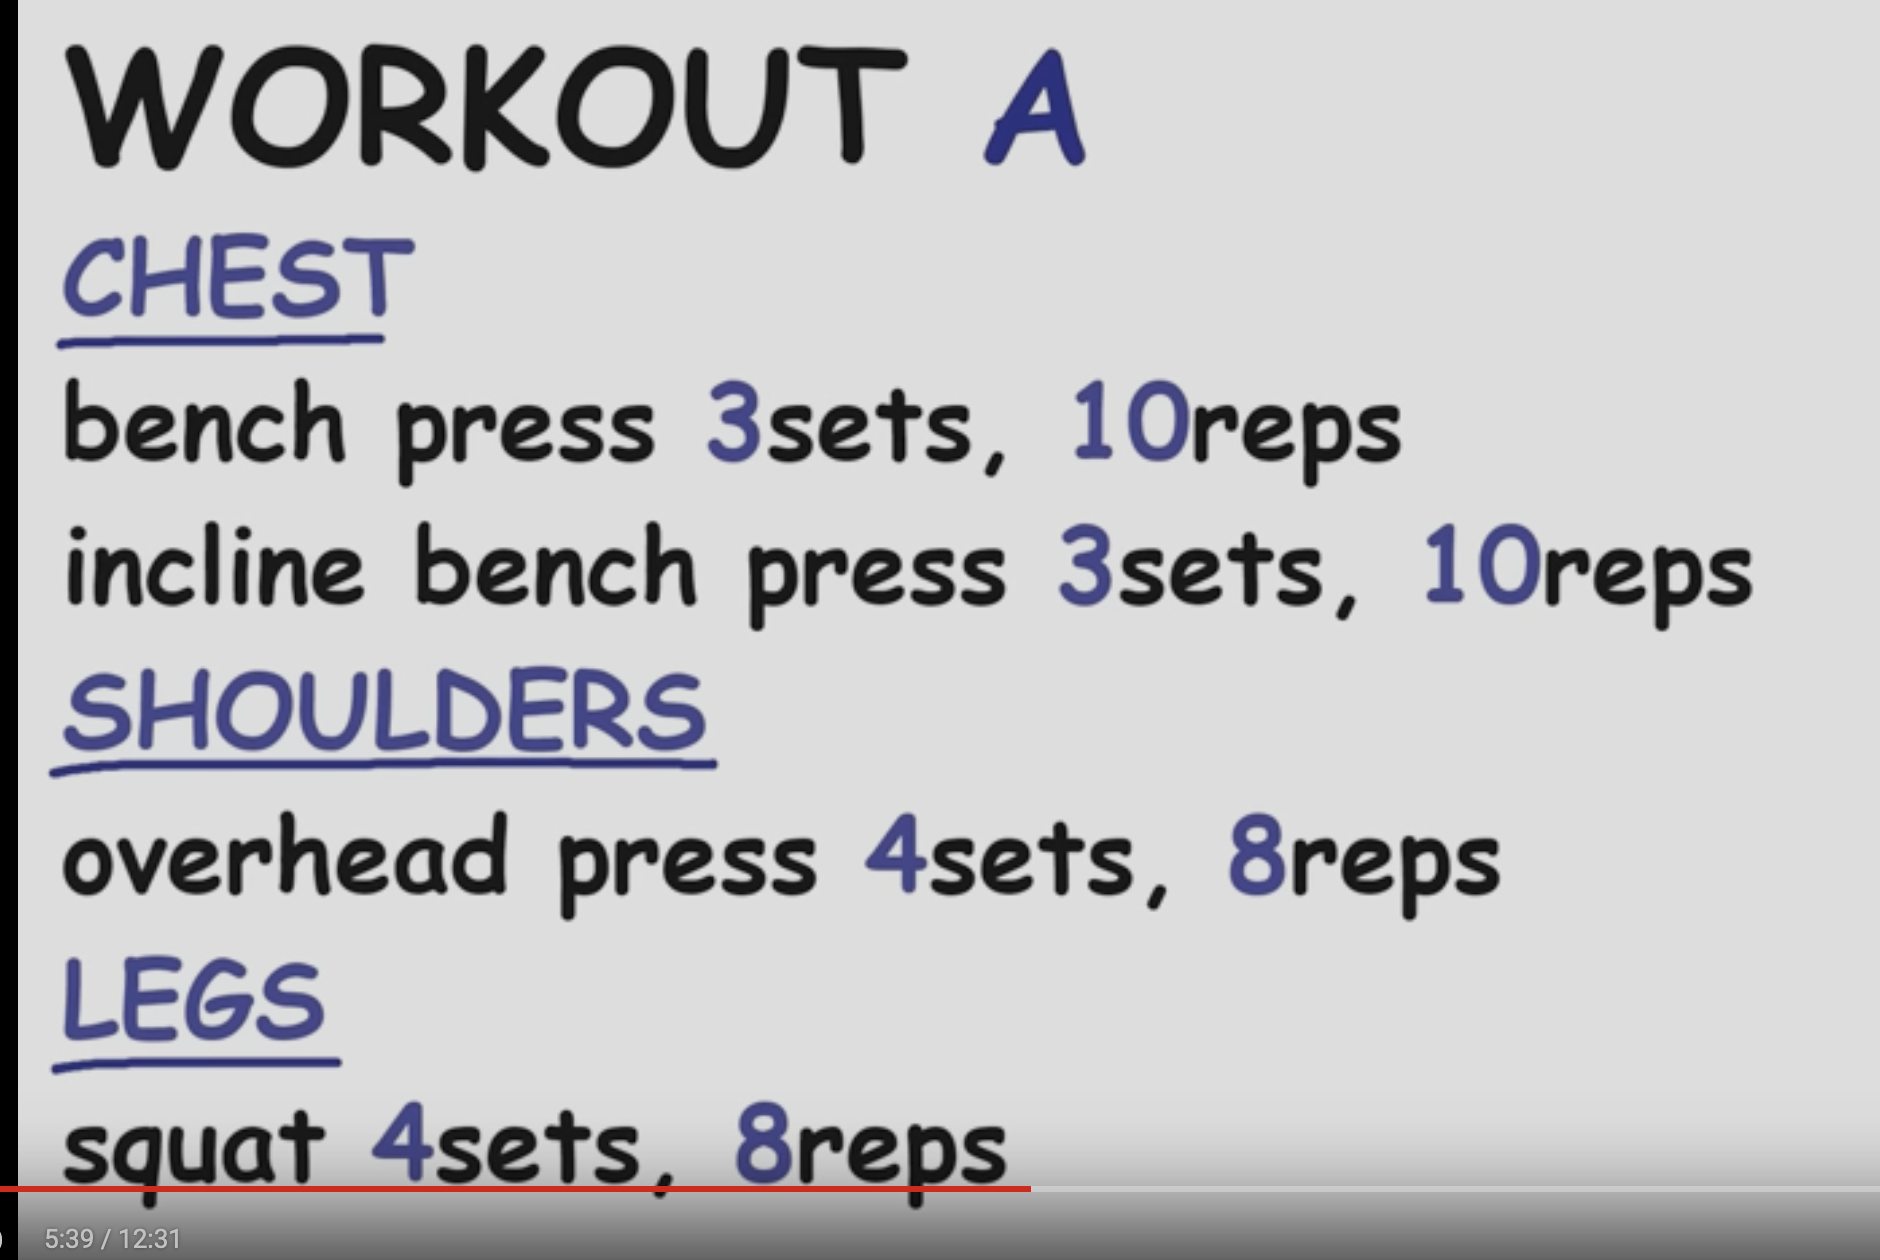 WORKOUT A
CHEST
bench press 3sets, 10reps
incline bench press 3sets, 10reps
SHOULDERS
overhead press 4sets, 8reps
LEGS
squat 4sets, 8reps
5:39 / 12:31